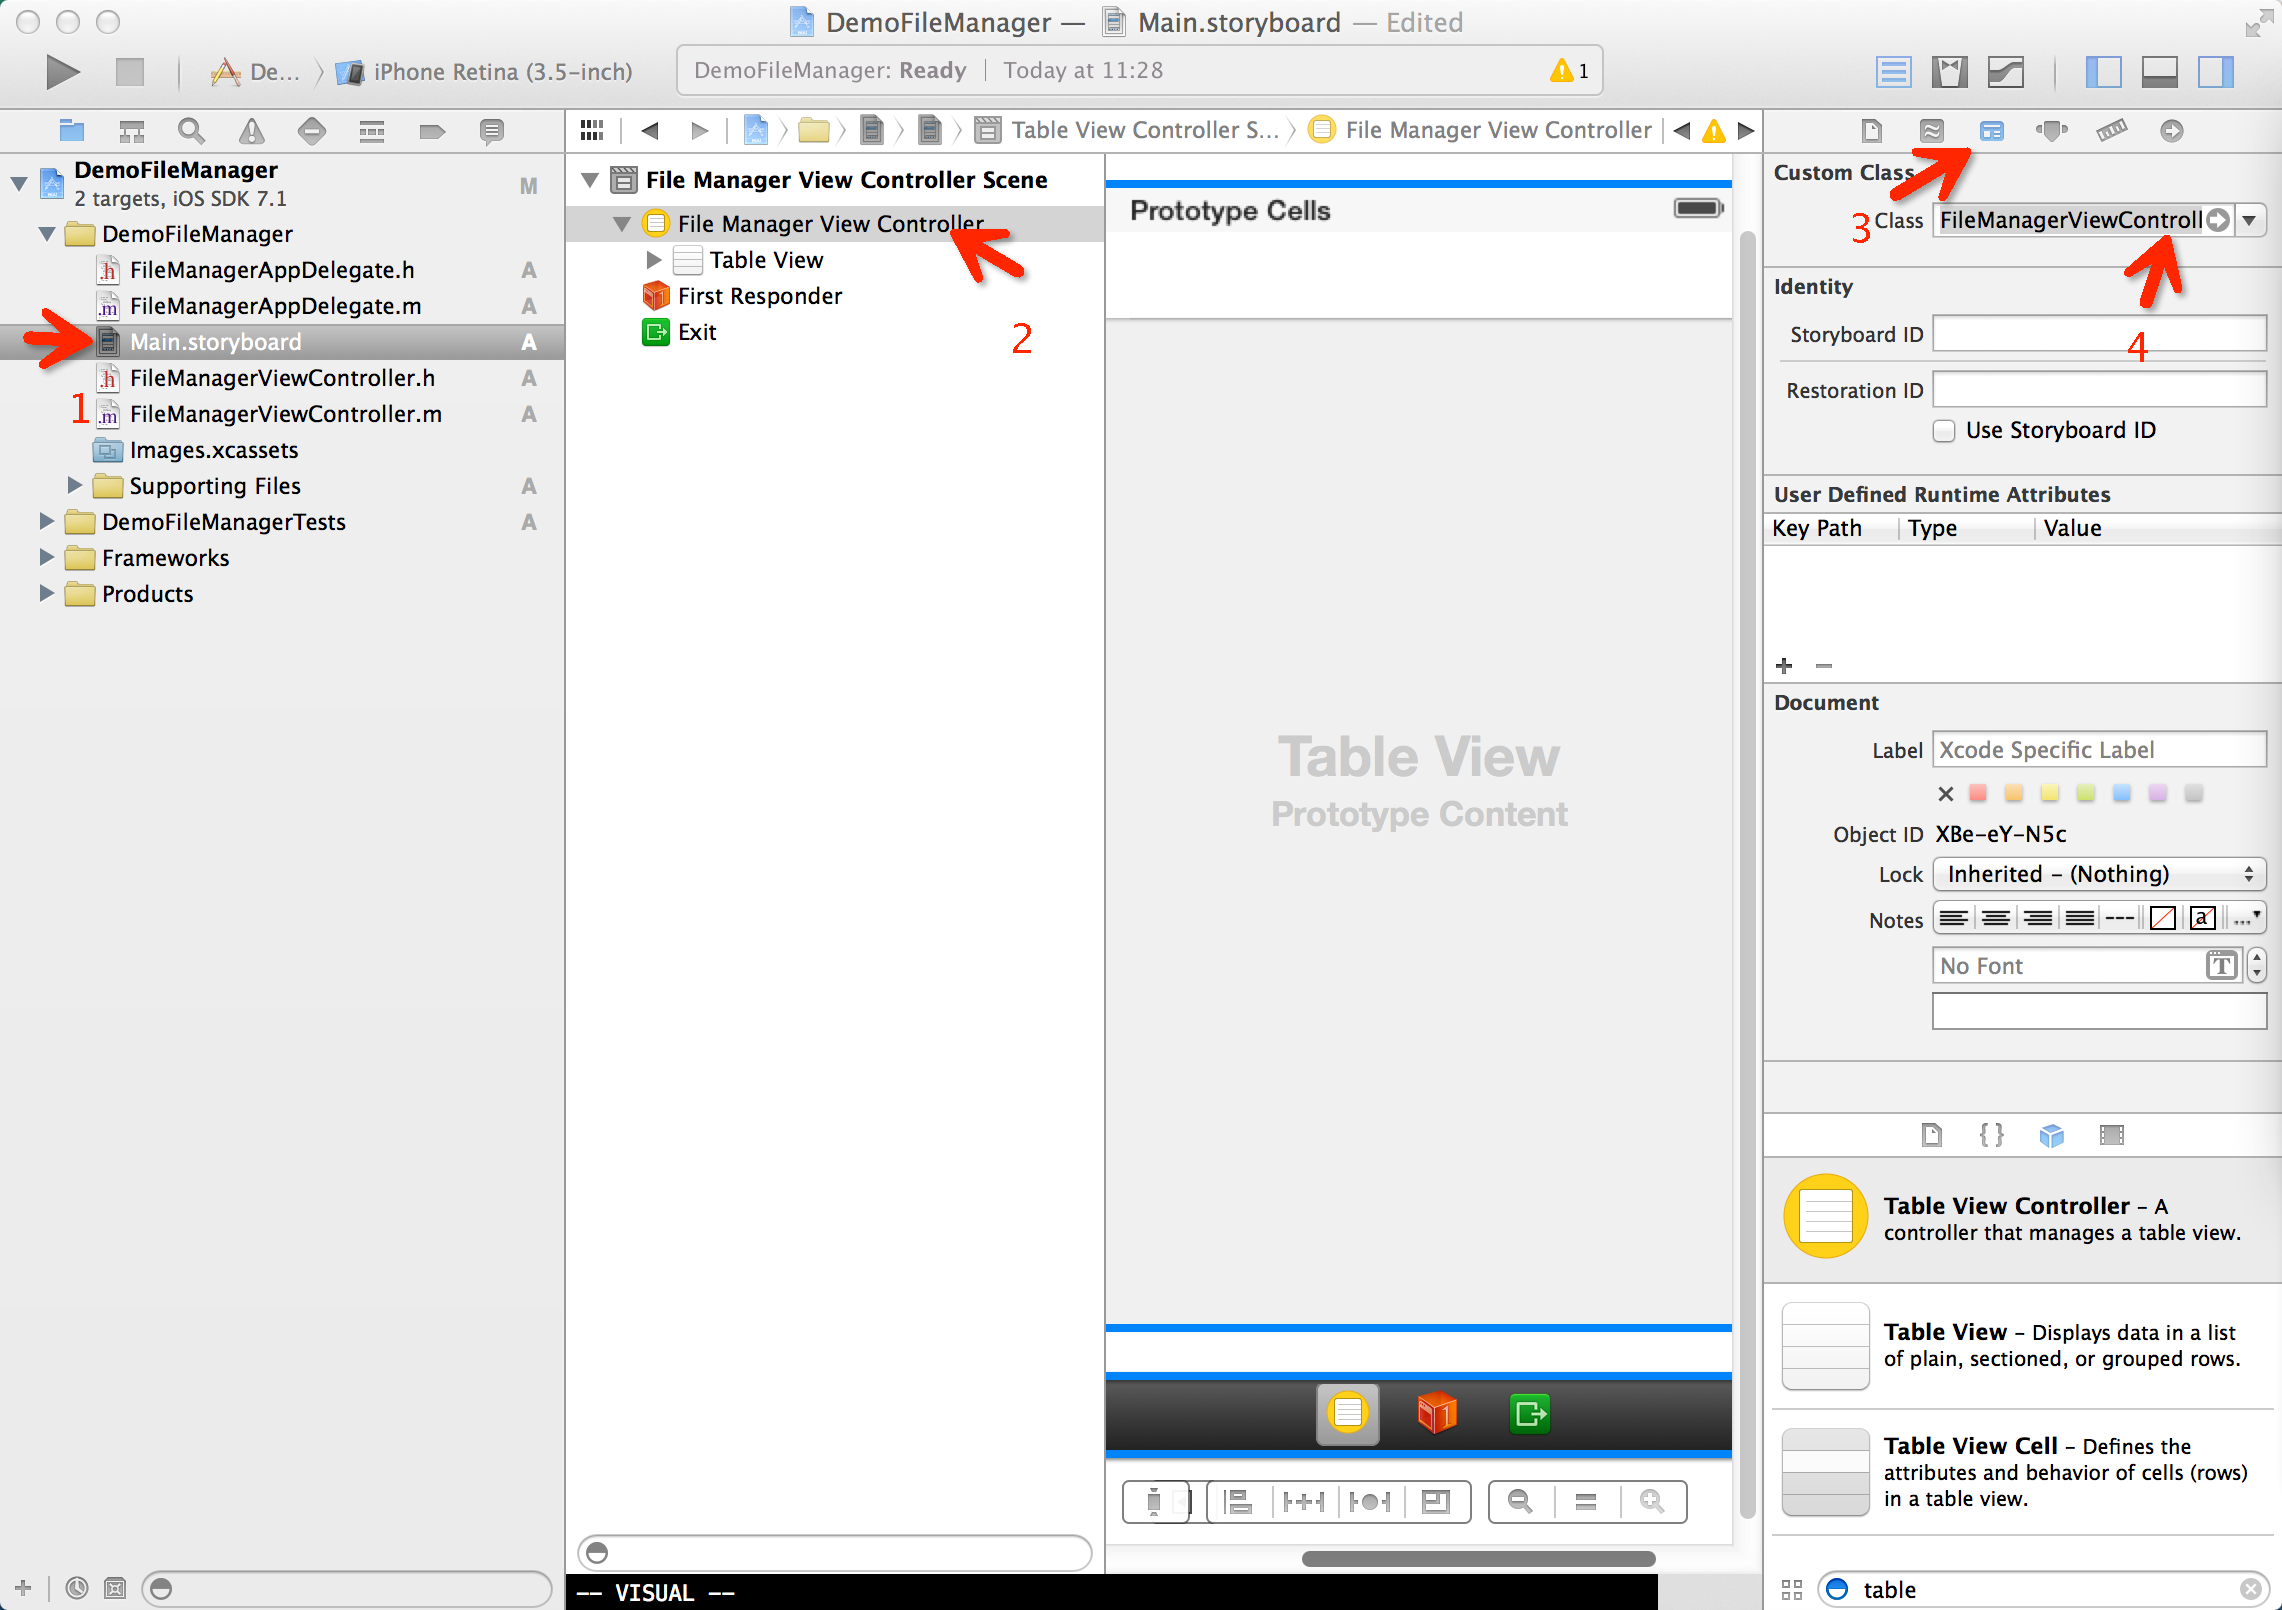 DemoFileManager — Main.storyboard — Edited
De... iPhone Retina (3.5-inch)
DemoFileManager: Ready | Today at 11:28
1
DemoFileManager
2 targets, iOS SDK 7.1
M
DemoFileManager
FileManagerAppDelegate.h A
FileManagerAppDelegate.m A
Main.storyboard A
FileManagerViewController.h A
1
FileManagerViewController.m A
Images.xcassets
Supporting Files A
DemoFileManagerTests A
Frameworks
Products
Table View Controller S... File Manager View Controller
File Manager View Controller Scene
File Manager View Controller
Table View
First Responder
Exit
2
-- VISUAL --
Prototype Cells
Table View
Prototype Content
Custom Class
3
Class FileManagerViewControll
Identity
Storyboard ID
4
Restoration ID
Use Storyboard ID
User Defined Runtime Attributes
Key Path Type Value
Document
Label Xcode Specific Label
Object ID XBe-eY-N5c
Lock Inherited - (Nothing)
Notes --- a ...
No Font T
{ }
Table View Controller – A
controller that manages a table view.
Table View – Displays data in a list
of plain, sectioned, or grouped rows.
Table View Cell – Defines the
attributes and behavior of cells (rows)
in a table view.
table